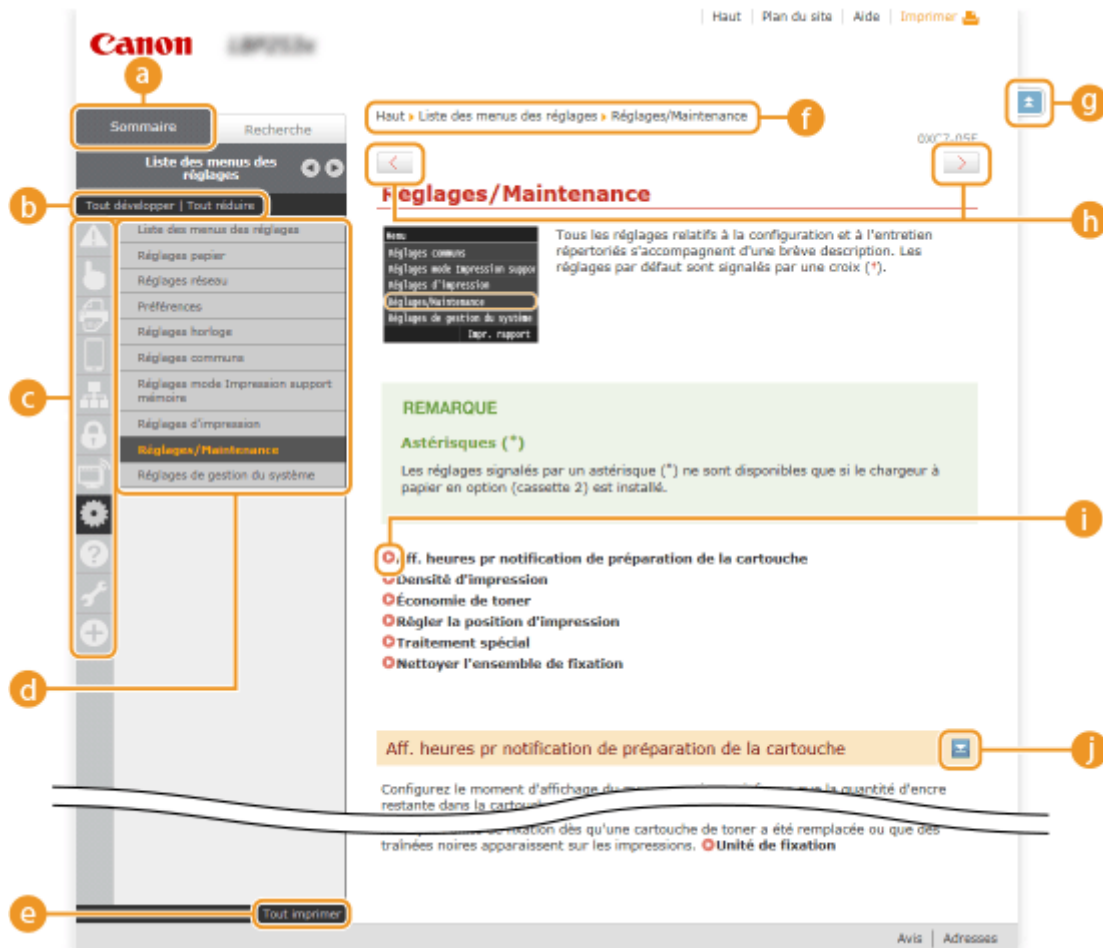 Haut | Plan du site | Aide | Imprimer
Canon
a
Sommaire
Recherche
Haut Liste des menus des réglages Réglages/Maintenance
f
g
0XC7-05F
Liste des menus des
réglages
h
b
Tout développer | Tout réduire
Réglages/Maintenance
Liste des menus des réglages
Réglages papier
Réglages réseau
Préférences
Réglages horloge
Réglages communs
Réglages mode Impression support
mémoire
Réglages d'impression
Réglages/Maintenance
Réglages de gestion du système
c
d
Menu
Réglages communs
Réglages mode Impression suppor
Réglages d'impression
Réglages/Maintenance
Réglages de gestion du système
Impr. rapport
Tous les réglages relatifs à la configuration et à l'entretien
répertoriés s'accompagnent d'une brève description. Les
réglages par défaut sont signalés par une croix (*).
REMARQUE
Astérisques (*)
Les réglages signalés par un astérisque (*) ne sont disponibles que si le chargeur à
papier en option (cassette 2) est installé.
i
ff. heures pr notification de préparation de la cartouche
Densité d'impression
Économie de toner
Régler la position d'impression
Traitement spécial
Nettoyer l'ensemble de fixation
Aff. heures pr notification de préparation de la cartouche
j
Configurez le moment d'affichage du la quantité d'encre
restante dans la
fixation dès qu'une cartouche de toner a été remplacée ou que des
traînées noires apparaissent sur les impressions. Unité de fixation
e
Tout imprimer
Avis | Adresses